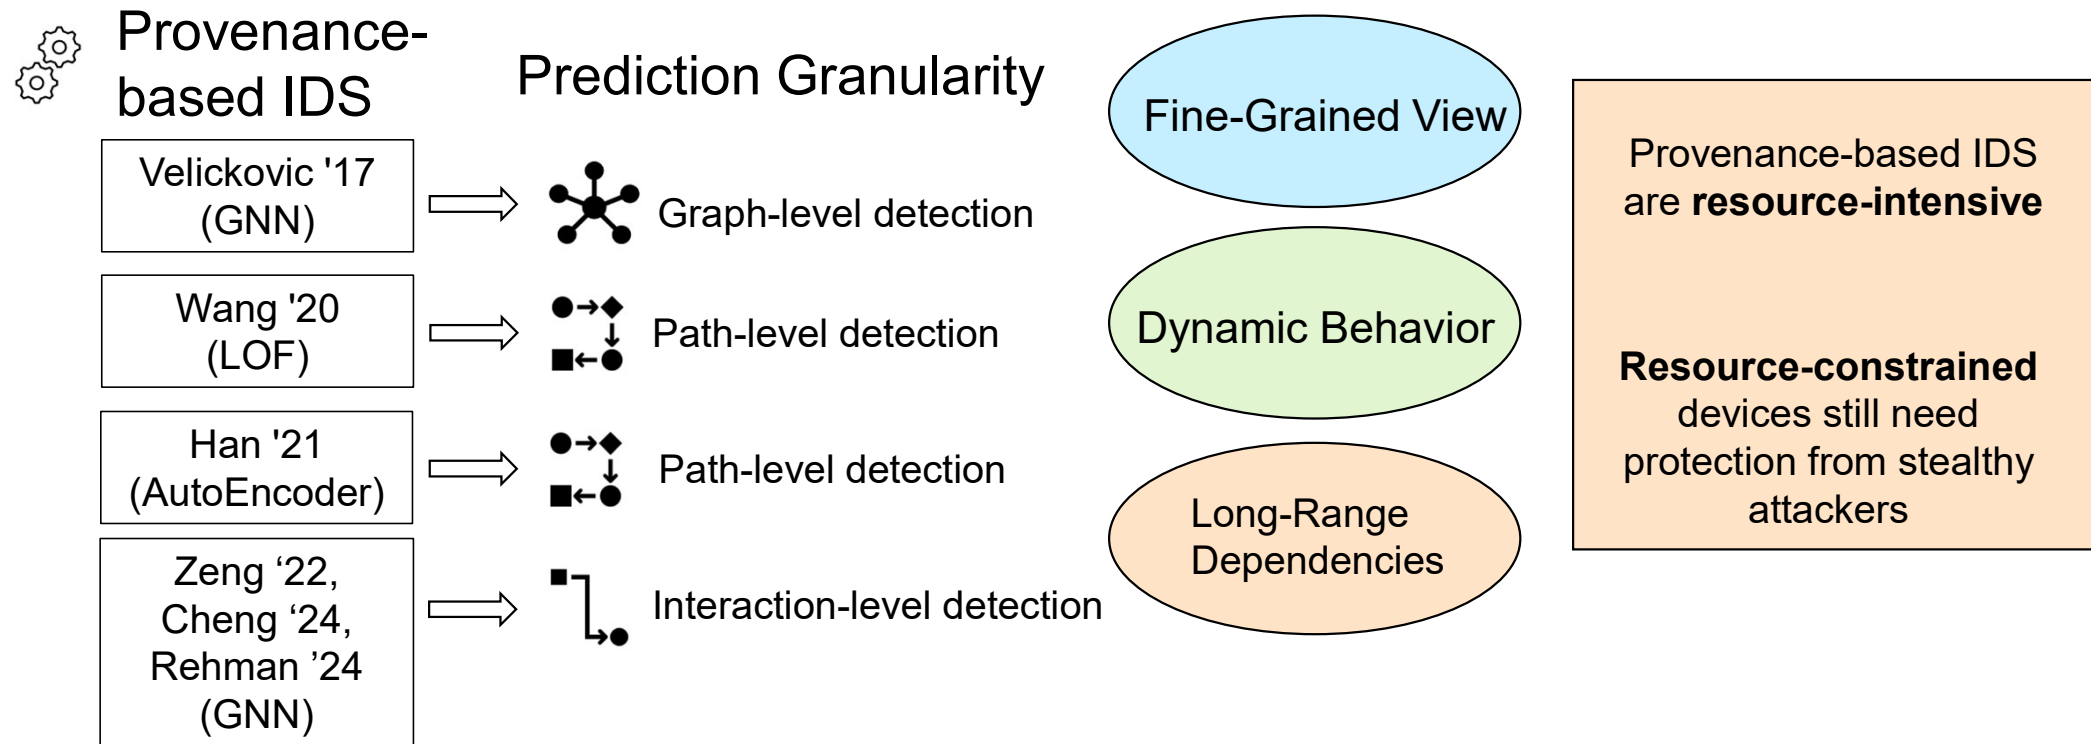 Provenance-
based IDS
Prediction Granularity
Velickovic '17
(GNN)
Graph-level detection
Wang '20
(LOF)
Path-level detection
Han '21
(AutoEncoder)
Path-level detection
Zeng ‘22,
Cheng ‘24,
Rehman ’24
(GNN)
Interaction-level detection
Fine-Grained View
Dynamic Behavior
Long-Range
Dependencies
Provenance-based IDS
are resource-intensive
Resource-constrained
devices still need
protection from stealthy
attackers